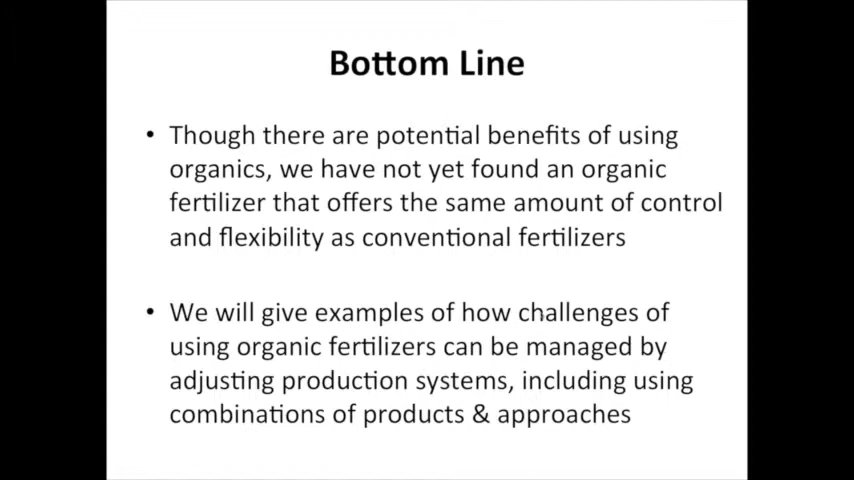 Bottom Line
• Though there are potential benefits of using
organics, we have not yet found an organic
fertilizer that offers the same amount of control
and flexibility as conventional fertilizers
• We will give examples of how challenges of
using organic fertilizers can be managed by
adjusting production systems, including using
combinations of products & approaches